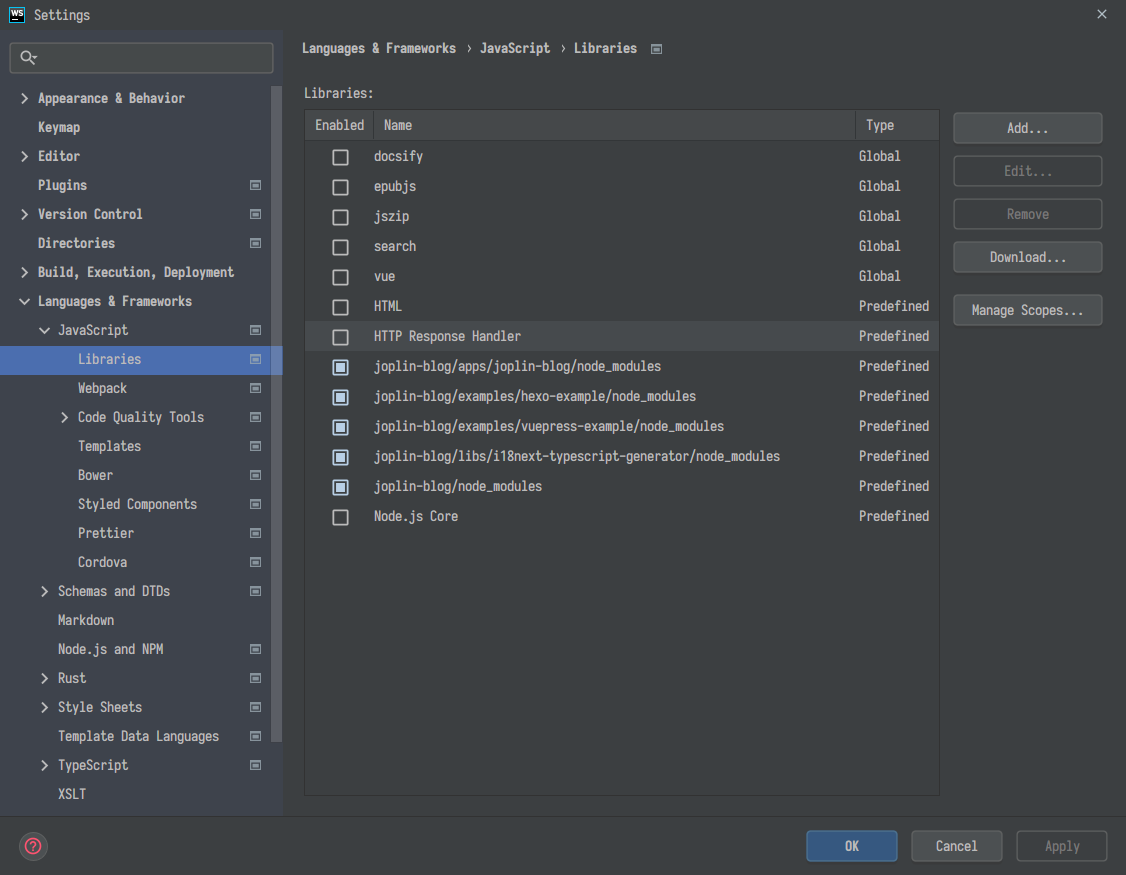 WS Settings
Languages & Frameworks › JavaScript › Libraries
Appearance & Behavior
Keymap
Editor
Plugins
Version Control
Directories
Build, Execution, Deployment
Languages & Frameworks
JavaScript
Libraries
Webpack
Code Quality Tools
Templates
Bower
Styled Components
Prettier
Cordova
Schemas and DTDs
Markdown
Node.js and NPM
Rust
Style Sheets
Template Data Languages
TypeScript
XSLT
Libraries:
Enabled Name Type
docsify Global
epubjs Global
jszip Global
search Global
vue Global
HTML Predefined
HTTP Response Handler Predefined
joplin-blog/apps/joplin-blog/node_modules Predefined
joplin-blog/examples/hexo-example/node_modules Predefined
joplin-blog/examples/vuepress-example/node_modules Predefined
joplin-blog/libs/i18next-typescript-generator/node_modules Predefined
joplin-blog/node_modules Predefined
Node.js Core Predefined
Add...
Edit...
Remove
Download...
Manage Scopes...
?
OK Cancel Apply